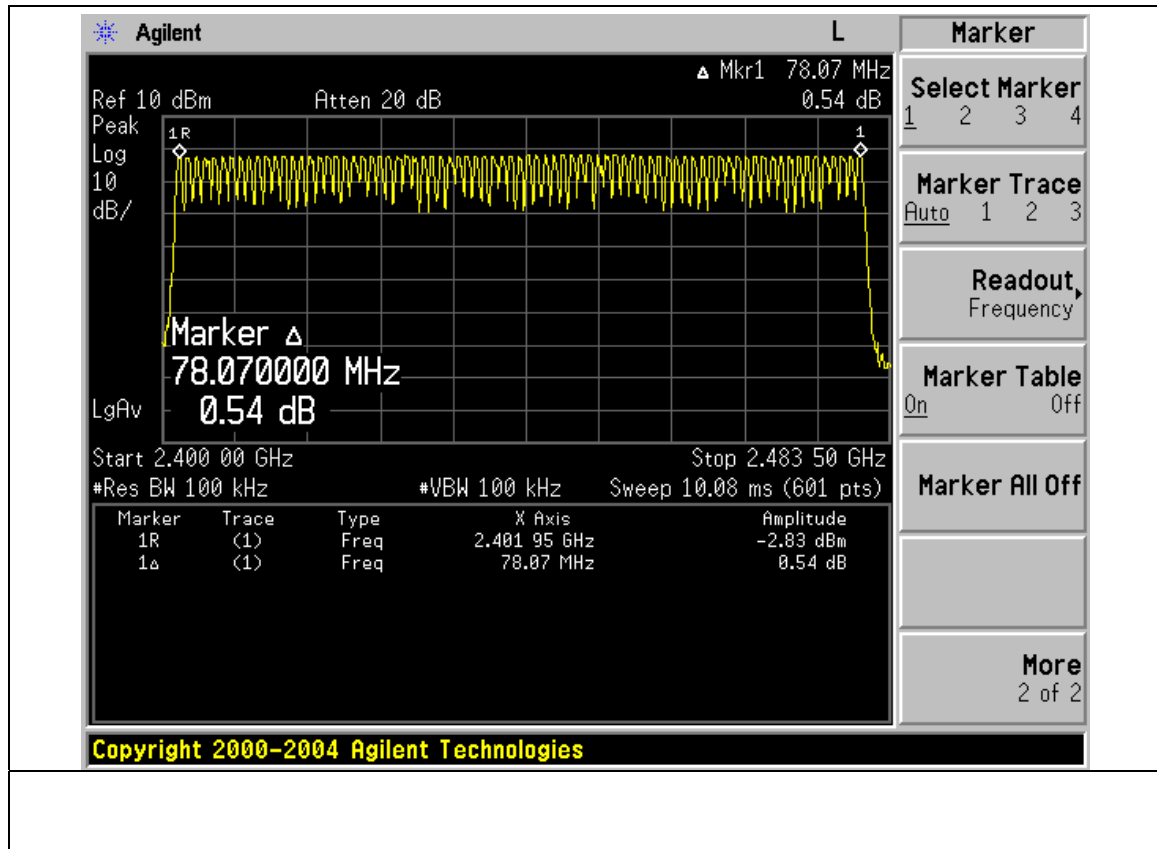 Agilent L Marker
Δ Mkr1 78.07 MHz
Ref 10 dBm Atten 20 dB 0.54 dB
Peak
Log
10
dB/
1R 1
Marker Δ
78.070000 MHz
0.54 dB
LgAv
Start 2.400 00 GHz Stop 2.483 50 GHz
#Res BW 100 kHz #VBW 100 kHz Sweep 10.08 ms (601 pts)
Marker Trace Type X Axis Amplitude
1R (1) Freq 2.401 95 GHz -2.83 dBm
1Δ (1) Freq 78.07 MHz 0.54 dB
Select Marker
1 2 3 4
Marker Trace
Auto 1 2 3
Readout
Frequency
Marker Table
On Off
Marker All Off
More
2 of 2
Copyright 2000-2004 Agilent Technologies